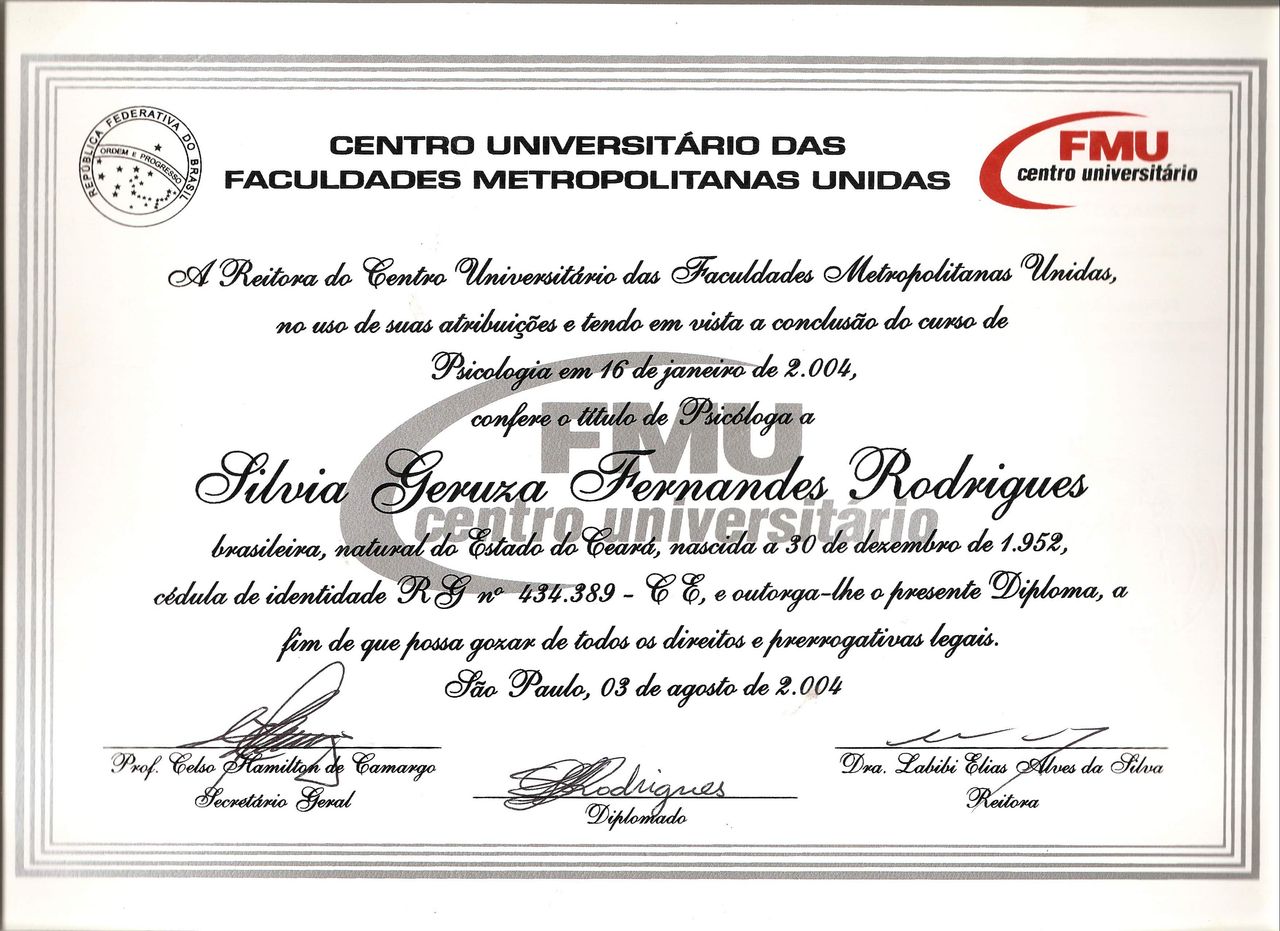 REPÚBLICA FEDERATIVA DO BRASIL
ORDEM E PROGRESSO
CENTRO UNIVERSITÁRIO DAS
FACULDADES METROPOLITANAS UNIDAS
FMU
centro universitário
A Reitora do Centro Universitário das Faculdades Metropolitanas Unidas,
no uso de suas atribuições e tendo em vista a conclusão do curso de
Psicologia em 16 de janeiro de 2.004,
confere o título de Psicóloga a
FMU
Silvia Geruza Fernandes Rodrigues
centro universitário
brasileira, natural do Estado do Ceará, nascida a 30 de dezembro de 1.952,
cédula de identidade RG nº 434.389 - CE, e outorga-lhe o presente Diploma, a
fim de que possa gozar de todos os direitos e prerrogativas legais.
São Paulo, 03 de agosto de 2.004
Prof. Celso Hamilton de Camargo
Secretário Geral
Rodrigues
Diplomado
Dra. Labibi Elias Alves da Silva
Reitora